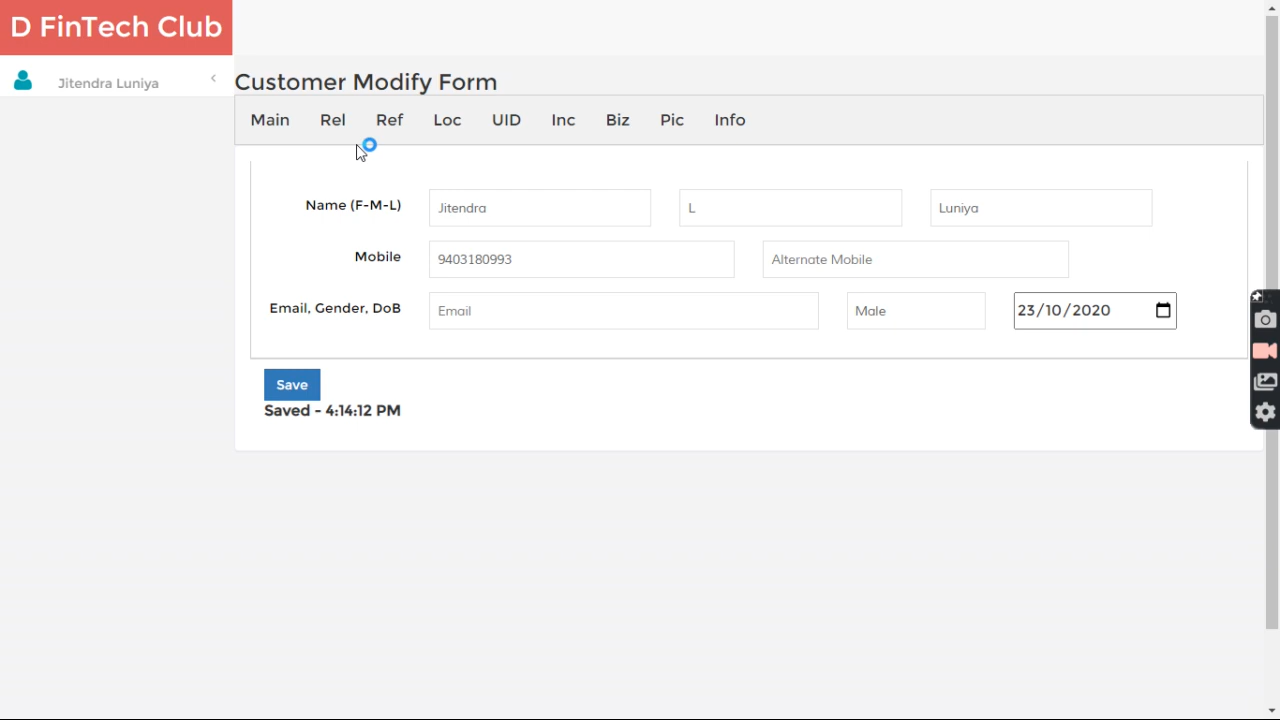 D FinTech Club
Jitendra Luniya
Customer Modify Form
Main Rel Ref Loc UID Inc Biz Pic Info
Name (F-M-L) Jitendra L Luniya
Mobile 9403180993 Alternate Mobile
Email, Gender, DoB Email Male 23/10/2020
Save
Saved - 4:14:12 PM